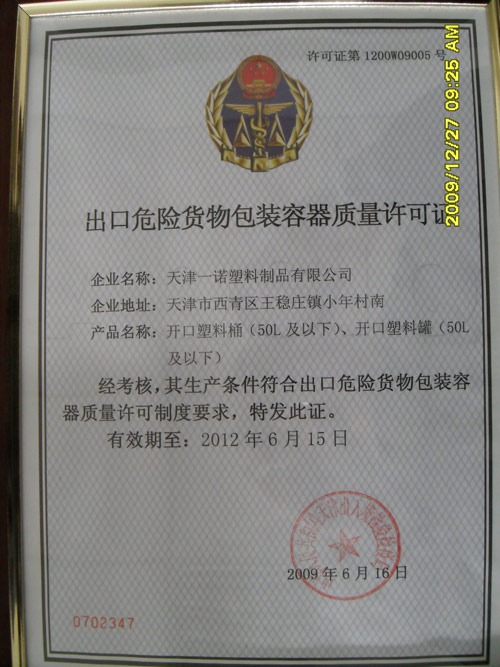 许可证第 1200W09005 号
2009/12/27 09:25 AM
出口危险货物包装容器质量许可证
企业名称：天津一诺塑料制品有限公司
企业地址：天津市西青区王稳庄镇小年村南
产品名称：开口塑料桶（50L 及以下）、开口塑料罐（50L
及以下）
经考核，其生产条件符合出口危险货物包装容
器质量许可制度要求，特发此证。
有效期至：2012 年 6 月 15 日
2009 年 6 月 16 日
0702347